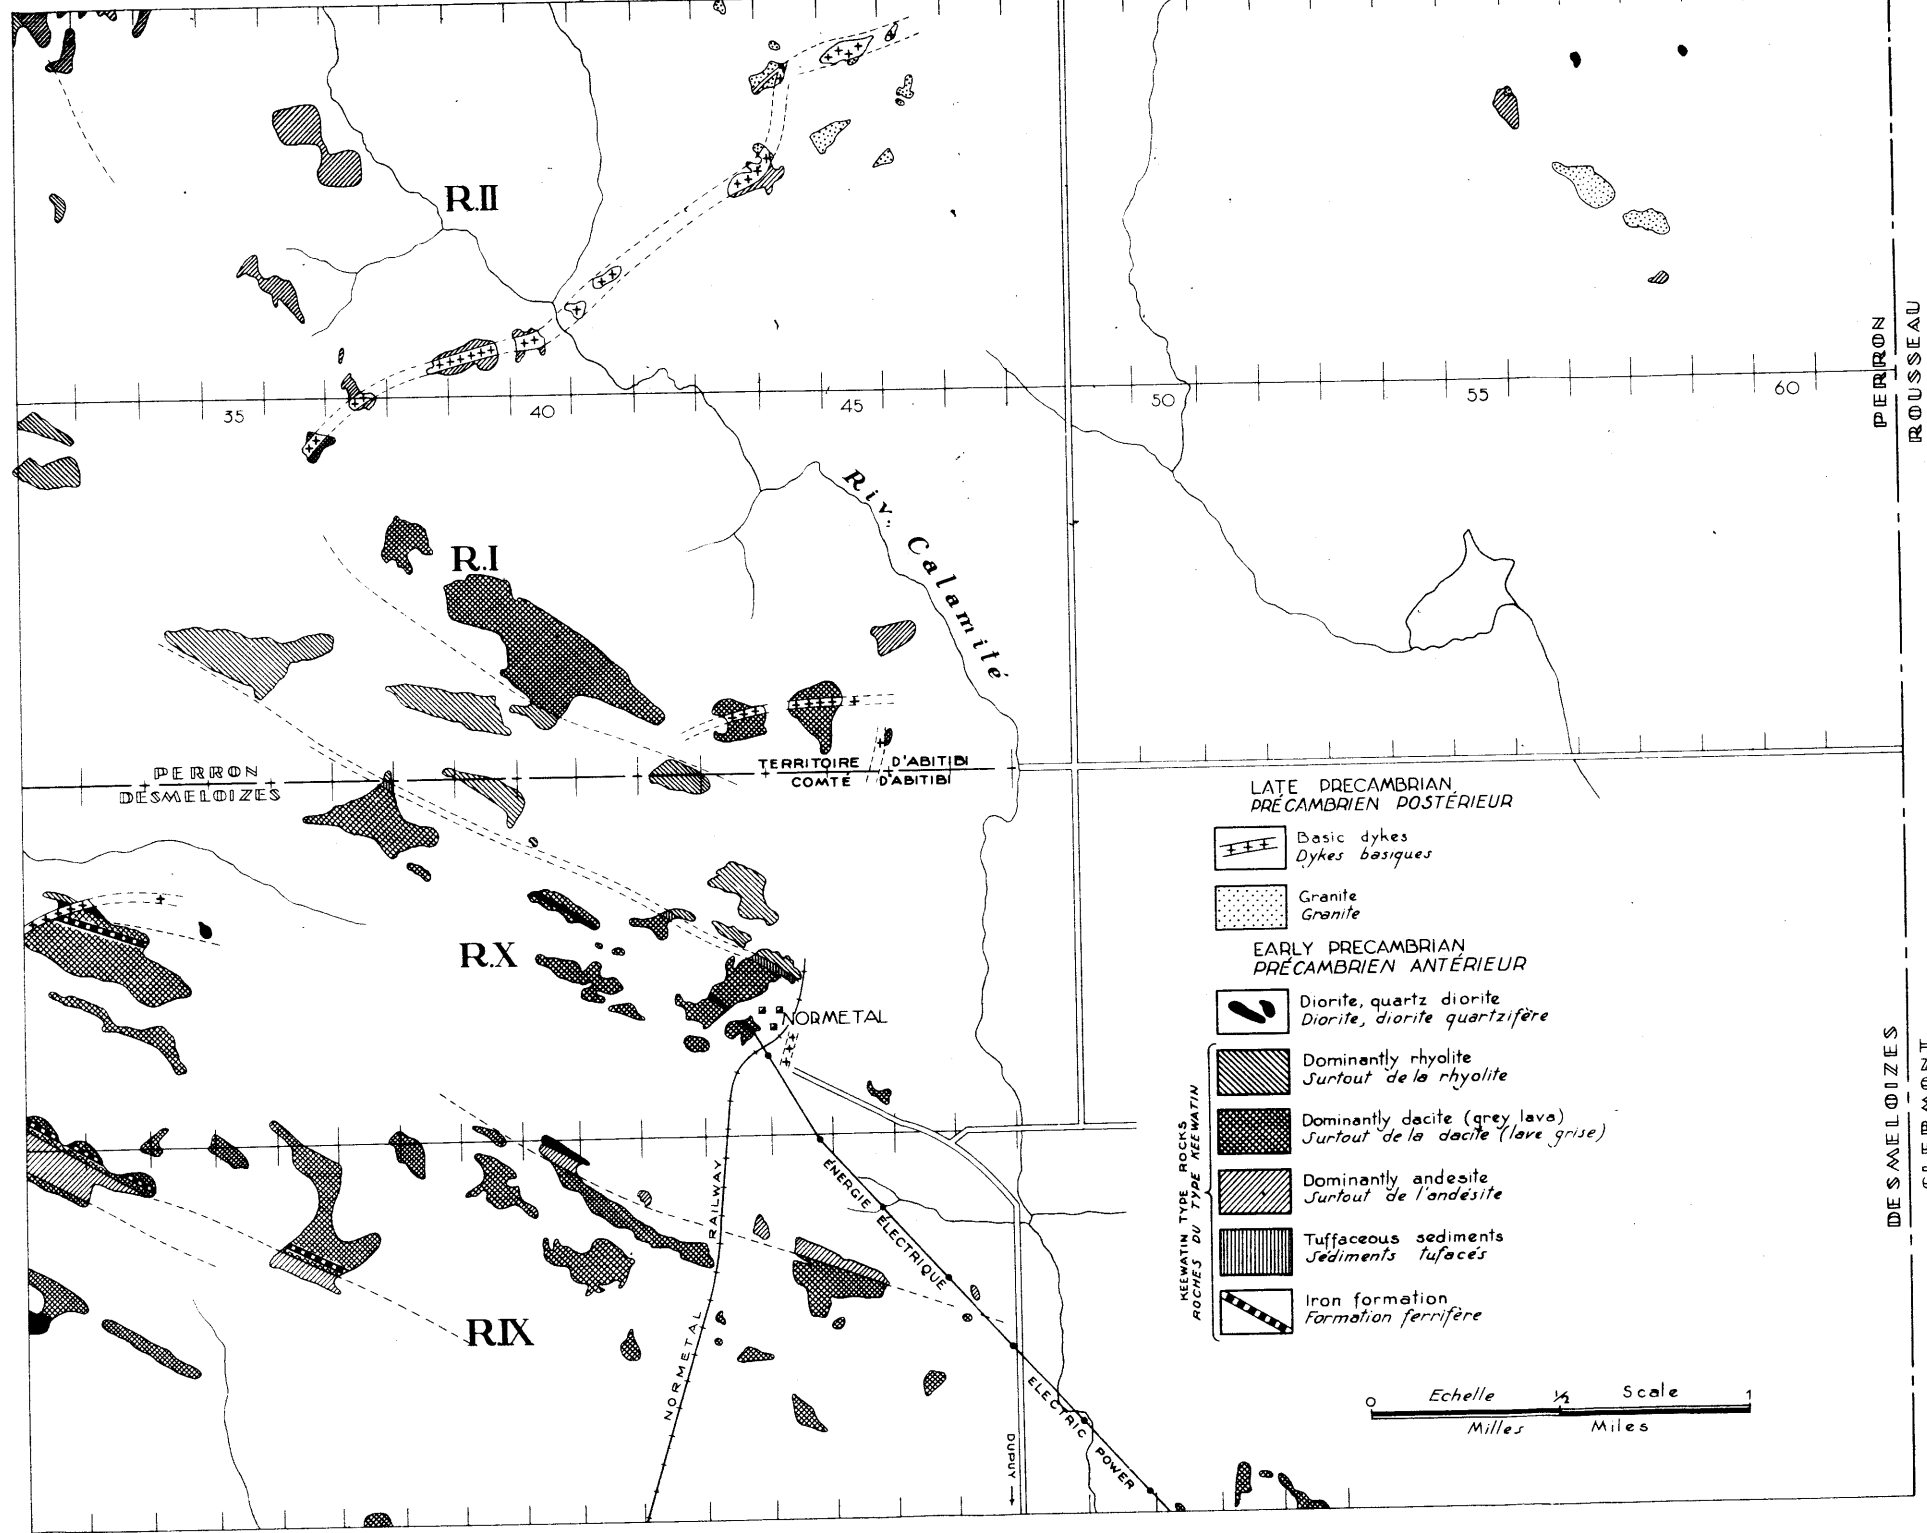 R.II
PERRON
ROUSSEAU
35
40
45
50
55
60
Riv. Calamité
R.I
TERRITOIRE D'ABITIBI
COMTÉ D'ABITIBI
PERRON
DESMELOIZES
R.X
NORMETAL
LATE PRECAMBRIAN
PRÉCAMBRIEN POSTÉRIEUR
Basic dykes
Dykes basiques
Granite
Granite
EARLY PRECAMBRIAN
PRÉCAMBRIEN ANTÉRIEUR
Diorite, quartz diorite
Diorite, diorite quartzifère
KEEWATIN TYPE ROCKS
ROCHES DU TYPE KEEWATIN
Dominantly rhyolite
Surtout de la rhyolite
Dominantly dacite (grey lava)
Surtout de la dacite (lave grise)
Dominantly andesite
Surtout de l'andésite
Tuffaceous sediments
Sédiments tufacés
Iron formation
Formation ferrifère
DESMELOIZES
ÉNERGIE ÉLECTRIQUE
ELECTRIC POWER
NORMETAL RAILWAY
R.IX
DUPUY
0 Echelle ½ Scale 1
Milles Miles